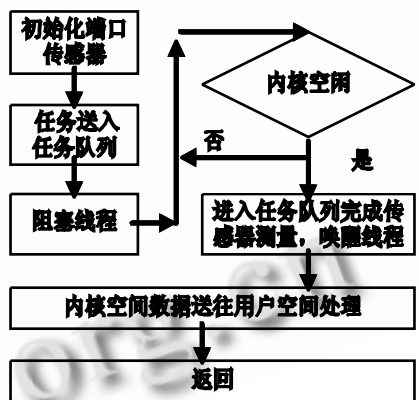 初始化端口
传感器
任务送入
任务队列
阻塞线程
内核空闲
否
是
进入任务队列完成传
感器测量，唤醒线程
内核空间数据送往用户空间处理
返回
org.cn